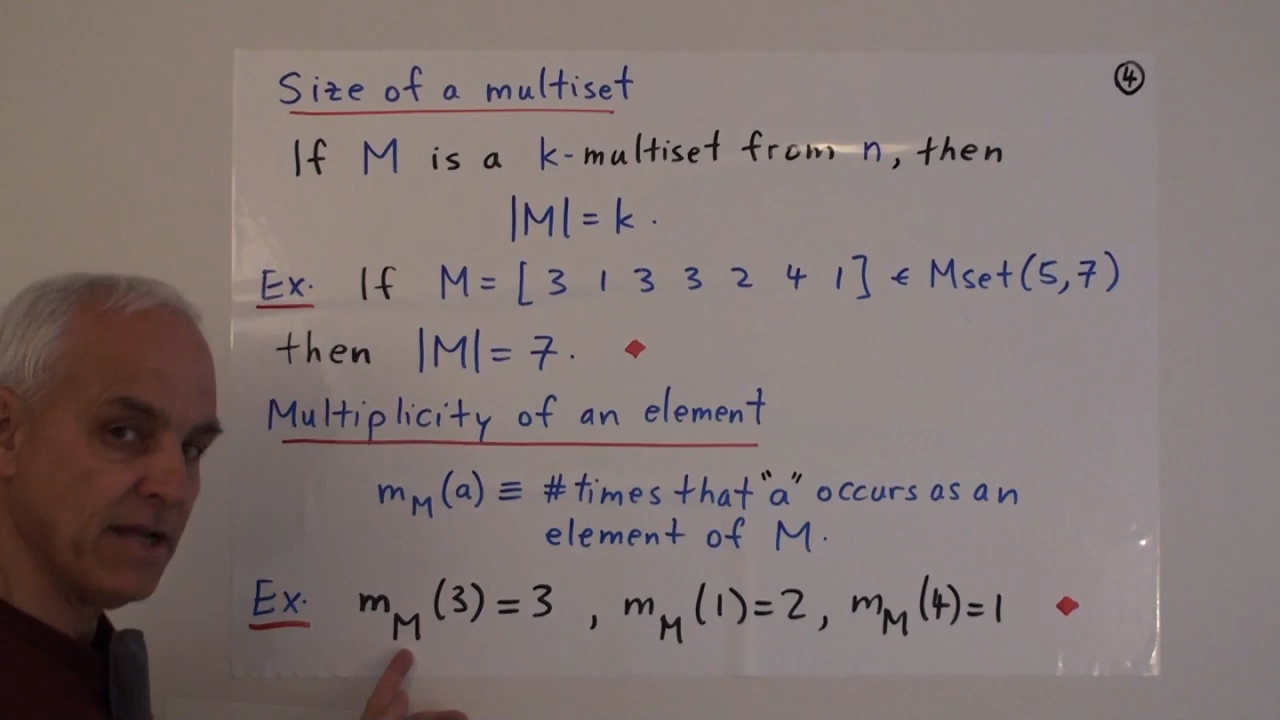 Size of a multiset
④
If M is a k-multiset from n, then
|M| = k.
Ex. If M = [3 1 3 3 2 4 1] ϵ Mset(5,7)
then |M| = 7.
Multiplicity of an element
m_M(a) ≡ # times that "a" occurs as an
element of M.
Ex. m_M(3) = 3 , m_M(1) = 2, m_M(4) = 1